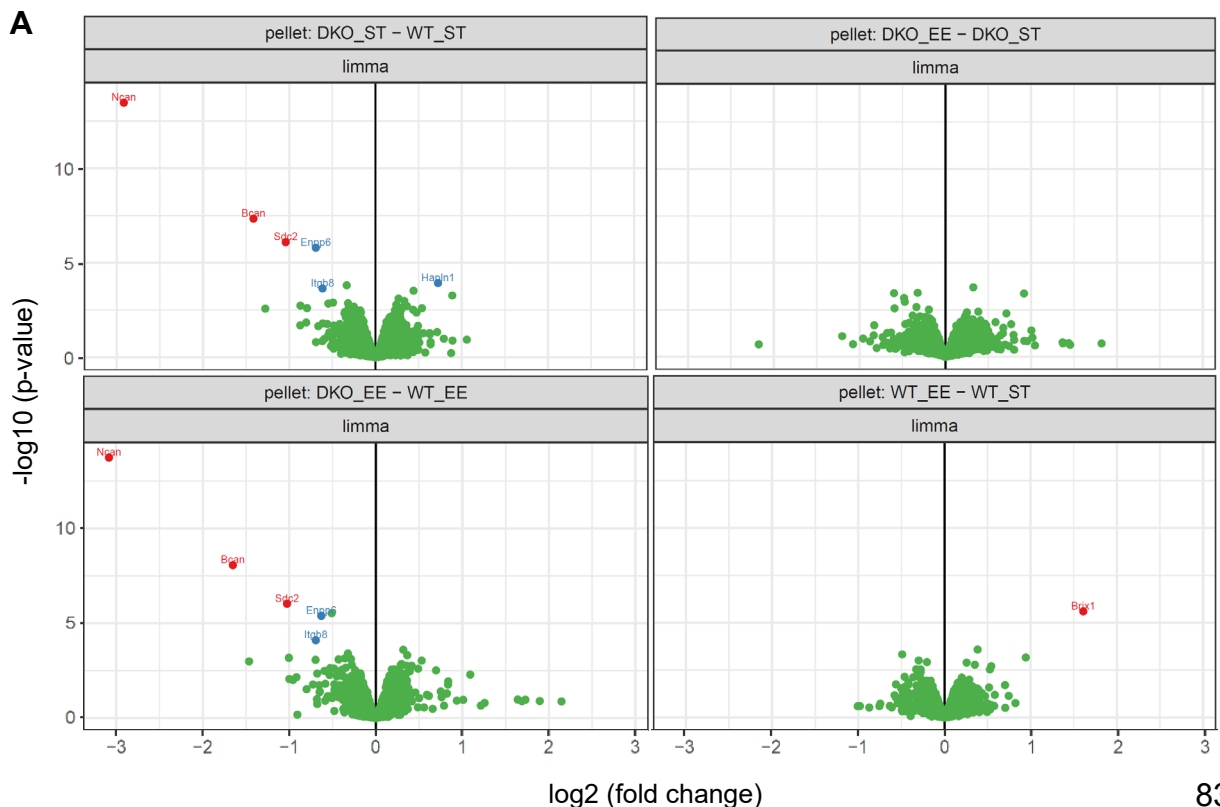 A
pellet: DKO_ST − WT_ST
limma
Ncan
Bcan
Sdc2
Enpp6
Itgb8
Hapln1
10
5
0
pellet: DKO_EE − DKO_ST
limma
pellet: DKO_EE − WT_EE
limma
Ncan
Bcan
Sdc2
Enpp6
Itgb8
10
5
0
−3 −2 −1 0 1 2 3
pellet: WT_EE − WT_ST
limma
Brix1
−3 −2 −1 0 1 2 3
-log10 (p-value)
log2 (fold change)
83